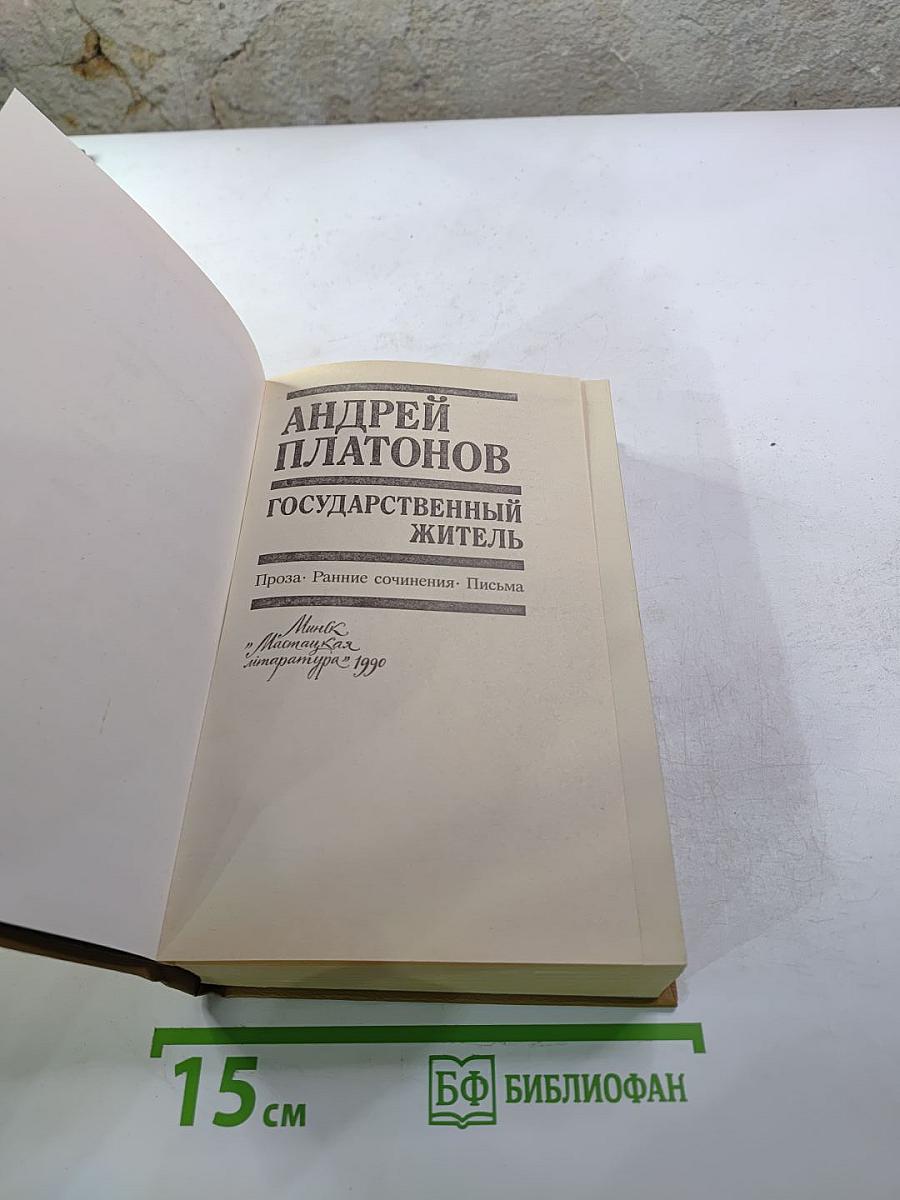 АНДРЕЙ
ПЛАТОНОВ
ГОСУДАРСТВЕННЫЙ
ЖИТЕЛЬ
Проза· Ранние сочинения· Письма
Минск
"Мастацкая
літаратура" 1990
15 см
БФ БИБЛИОФАН